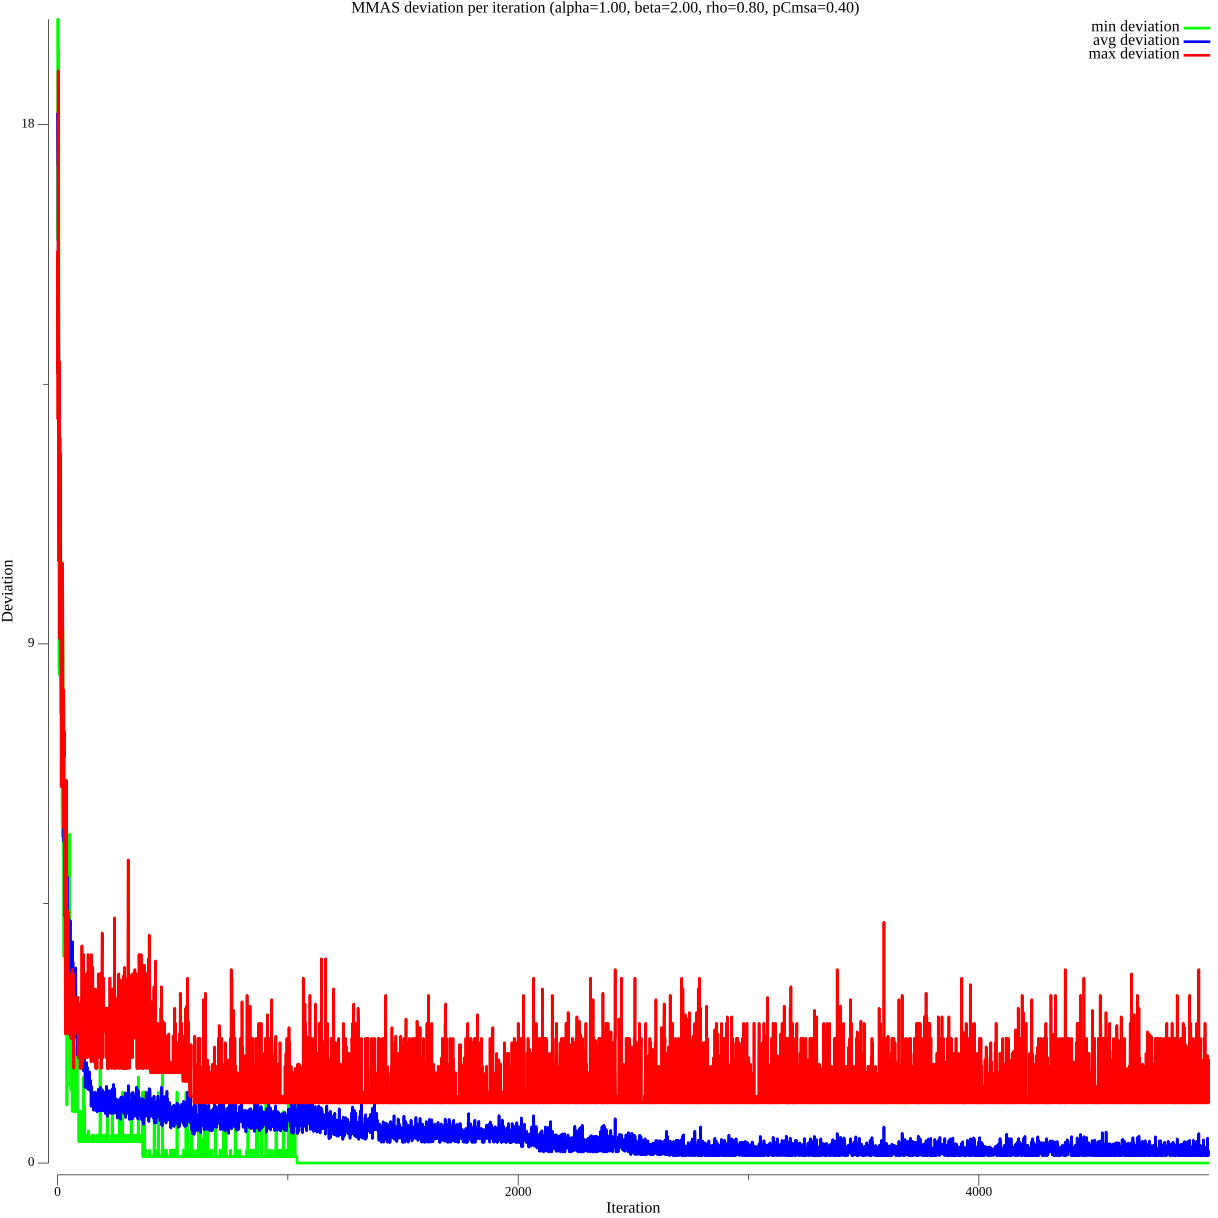 MMAS deviation per iteration (alpha=1.00, beta=2.00, rho=0.80, pCmsa=0.40)
min deviation
avg deviation
max deviation
18
9
0
Deviation
0
2000
4000
Iteration